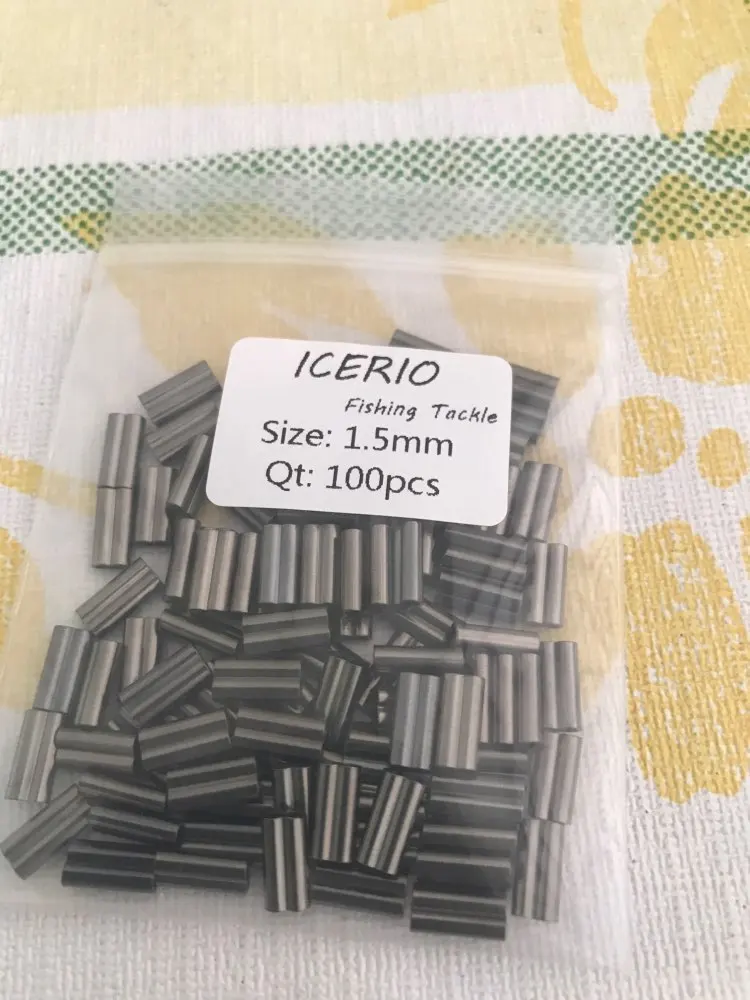 ICERIO
Fishing Tackle
Size: 1.5mm
Qt: 100pcs